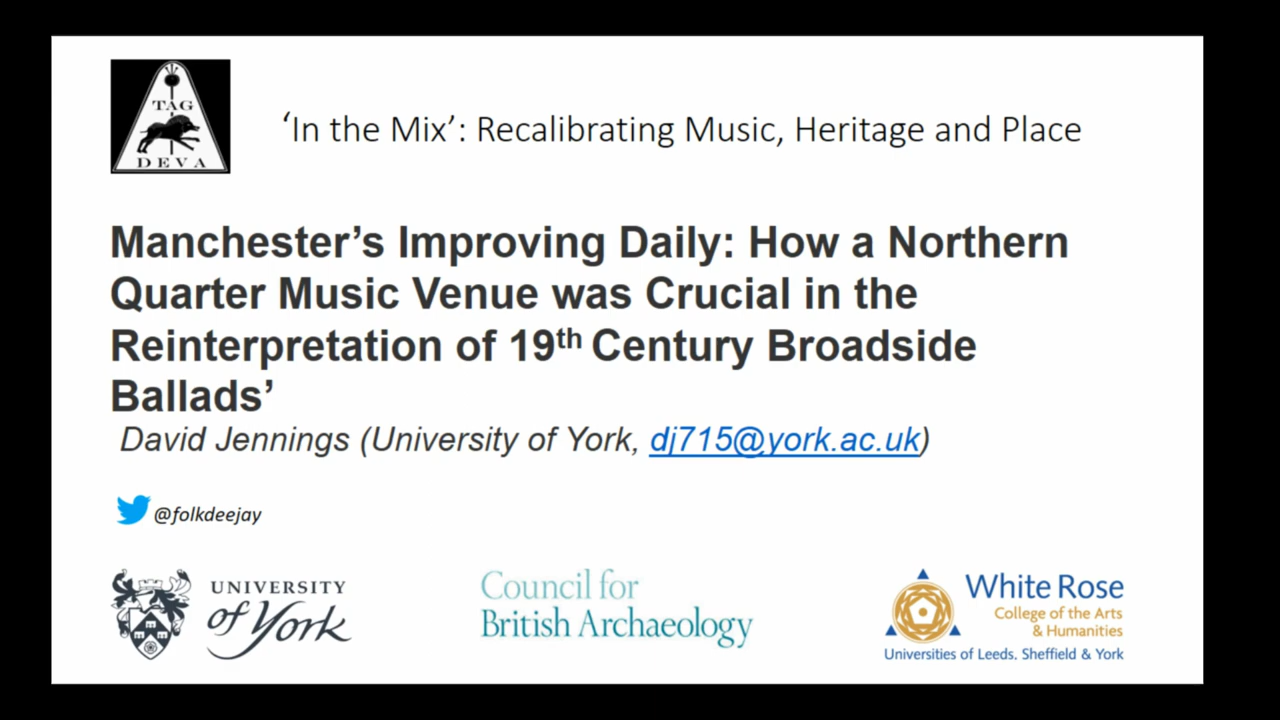 TAG
DEVA
‘In the Mix’: Recalibrating Music, Heritage and Place
Manchester’s Improving Daily: How a Northern
Quarter Music Venue was Crucial in the
Reinterpretation of 19th Century Broadside
Ballads’
David Jennings (University of York, dj715@york.ac.uk)
@folkdeejay
UNIVERSITY
of York
Council for
British Archaeology
White Rose
College of the Arts
& Humanities
Universities of Leeds. Sheffield & York